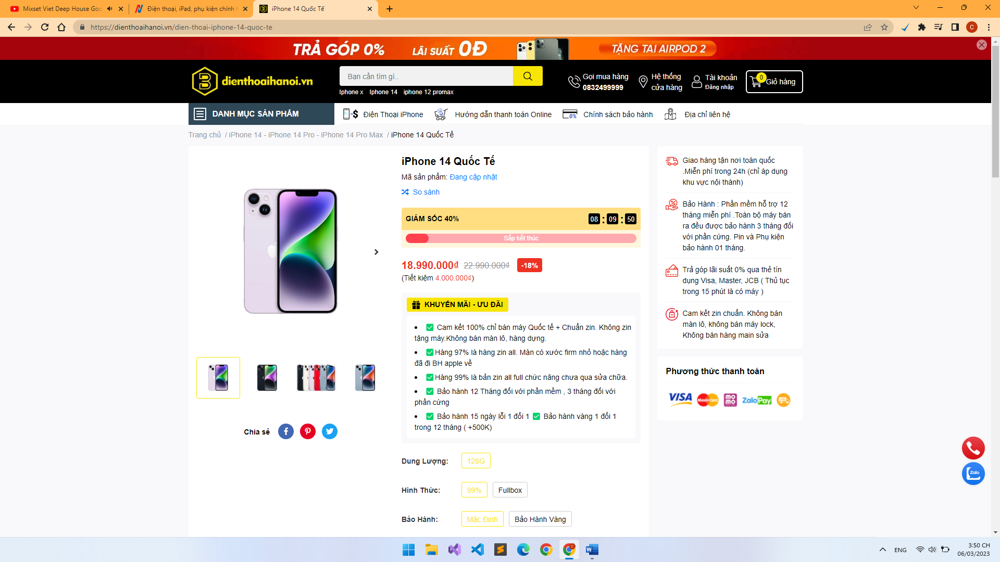 Mixset Viet Deep House Goo
Điện thoại, iPad, phụ kiện chính h
iPhone 14 Quốc Tế
https://dienthoaihanoi.vn/dien-thoai-iphone-14-quoc-te
C
TRẢ GÓP 0%
LÃI SUẤT 0Đ
TẶNG TAI AIRPOD 2
dienthoaihanoi.vn
Bạn cần tìm gì..
Iphone x Iphone 14 iphone 12 promax
Gọi mua hàng
0832499999
Hệ thống
cửa hàng
Tài khoản
Đăng nhập
0
Giỏ hàng
DANH MỤC SẢN PHẨM
Điện Thoại iPhone
Hướng dẫn thanh toán Online
0%
Chính sách bảo hành
Địa chỉ liên hệ
Trang chủ / iPhone 14 - iPhone 14 Pro - iPhone 14 Pro Max / iPhone 14 Quốc Tế
iPhone 14 Quốc Tế
Mã sản phẩm: Đang cập nhật
So sánh
GIẢM SỐC 40%
08 : 09 : 50
Sắp kết thúc
18.990.000₫ 22.990.000₫ -18%
(Tiết kiệm 4.000.000₫)
KHUYẾN MÃI - ƯU ĐÃI
• ✅ Cam kết 100% chỉ bán máy Quốc tế + Chuẩn zin. Không zin
tặng máy.Không bán màn lô, hàng dựng.
• ✅Hàng 97% là hàng zin all. Màn có xước firm nhỏ hoặc hàng
đã đi BH apple về
• ✅Hàng 99% là bản zin all full chức năng chưa qua sửa chữa.
• ✅ Bảo hành 12 Tháng đối với phần mềm , 3 tháng đối với
phần cứng
• ✅ Bảo hành 15 ngày lỗi 1 đổi 1 ✅ Bảo hành vàng 1 đổi 1
trong 12 tháng ( +500K)
Chia sẻ
Dung Lượng: 128G
Hình Thức: 99% Fullbox
Bảo Hành: Mặc Định Bảo Hành Vàng
Giao hàng tận nơi toàn quốc
.Miễn phí trong 24h (chỉ áp dụng
khu vực nội thành)
Bảo Hành : Phần mềm hỗ trợ 12
tháng miễn phí .Toàn bộ máy bán
ra đều được bảo hành 3 tháng đối
với phần cứng. Pin và Phụ kiện
bảo hành 01 tháng.
Trả góp lãi suất 0% qua thẻ tín
dụng Visa, Master, JCB ( Thủ tục
trong 15 phút là có máy )
Cam kết zin chuẩn. Không bán
màn lô, không bán máy lock,
Không bán hàng main sửa
Phương thức thanh toán
VISA MasterCard mo mo ZaloPay
Zalo
ENG
3:50 CH
06/03/2023